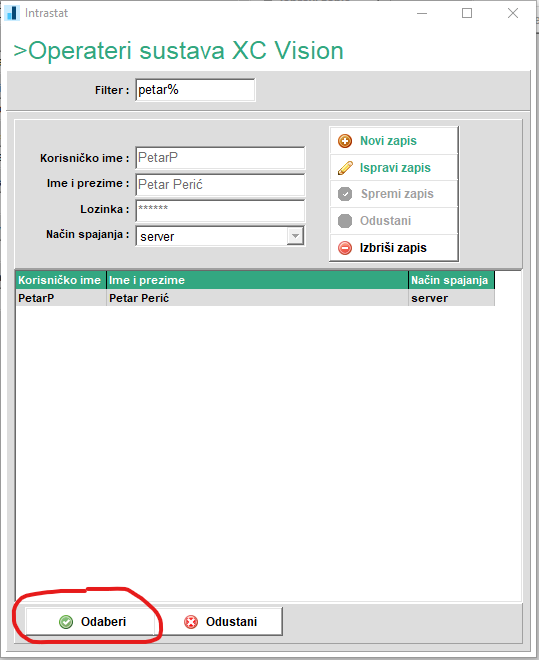 Intrastat
>Operateri sustava XC Vision
Filter : petar%
Korisničko ime : PetarP
Ime i prezime : Petar Perić
Lozinka : ******
Način spajanja : server
Novi zapis
Ispravi zapis
Spremi zapis
Odustani
Izbriši zapis
Korisničko ime Ime i prezime Način spajanja
PetarP Petar Perić server
Odaberi Odustani